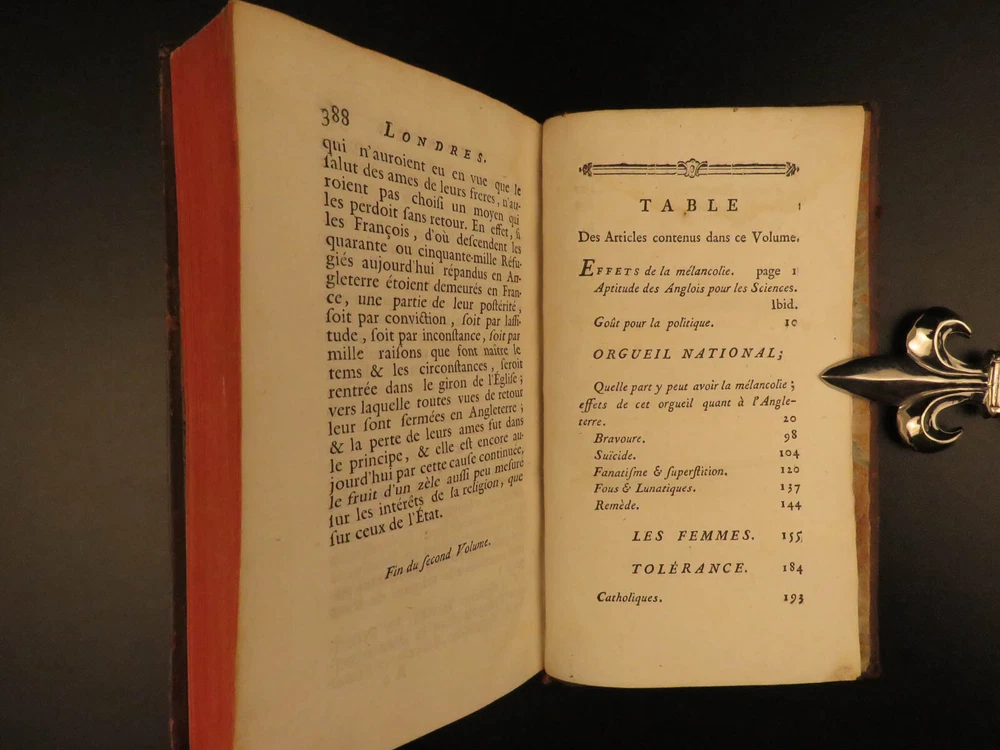 388 LONDRES.
qui n'auroient eu en vue que le
ſalut des ames de leurs freres, n'au-
roient pas choiſi un moyen qui
les perdoit ſans retour. En effet, ſi
les François, d'où deſcendent les
quarante ou cinquante-mille Réfu-
giés aujourd'hui répandus en An-
gleterre étoient demeurés en Fran-
ce, une partie de leur poſtérité,
ſoit par conviction, ſoit par laſſi-
tude, ſoit par inconſtance, ſoit par
mille raiſons que font naître le
tems & les circonſtances, ſeroit
rentrée dans le giron de l'Égliſe;
vers laquelle toutes vues de retour
leur ſont fermées en Angleterre;
& la perte de leurs ames fut dans
le principe, & elle eſt encore au-
jourd'hui par cette cauſe continuee,
le fruit d'un zèle auſſi peu meſuré
ſur les intérêts de la religion, que
ſur ceux de l'État.
Fin du ſecond Volume.
TABLE
Des Articles contenus dans ce Volume.
EFFETS de la mélancolie. page 1
Aptitude des Anglois pour les Sciences.
Ibid.
Goût pour la politique. 10
ORGUEIL NATIONAL;
Quelle part y peut avoir la mélancolie;
effets de cet orgueil quant à l'Angle-
terre. 20
Bravoure. 98
Suïcide. 104
Fanatiſme & ſuperſtition. 120
Fous & Lunatiques. 137
Remède. 144
LES FEMMES. 155
TOLÉRANCE. 184
Catholiques. 193